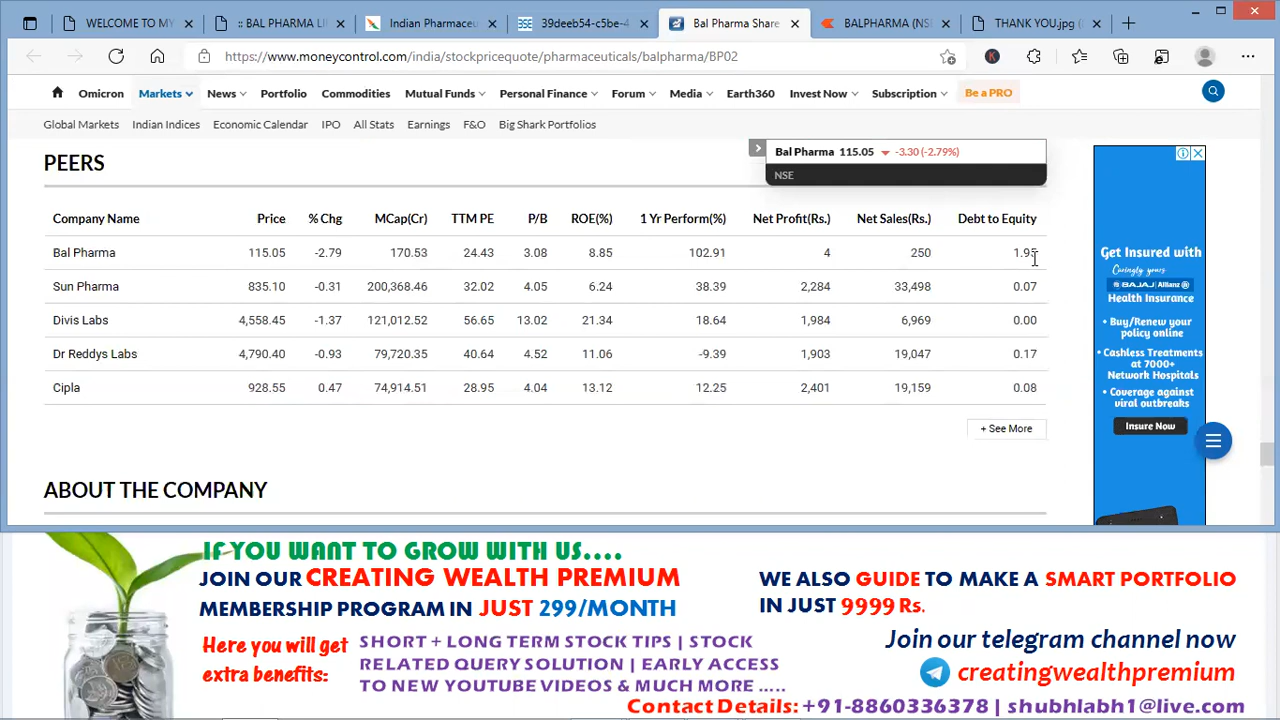 WELCOME TO MY
:: BAL PHARMA LI
Indian Pharmaceu
39deeb54-c5be-4
Bal Pharma Share
BALPHARMA (NSE
THANK YOU.jpg (
https://www.moneycontrol.com/india/stockpricequote/pharmaceuticals/balpharma/BP02
K
Omicron Markets News Portfolio Commodities Mutual Funds Personal Finance Forum Media Earth360 Invest Now Subscription Be a PRO
Global Markets Indian Indices Economic Calendar IPO All Stats Earnings F&O Big Shark Portfolios
PEERS
Bal Pharma 115.05 -3.30 (-2.79%)
NSE
Company Name Price % Chg MCap(Cr) TTM PE P/B ROE(%) 1 Yr Perform(%) Net Profit(Rs.) Net Sales(Rs.) Debt to Equity
Bal Pharma 115.05 -2.79 170.53 24.43 3.08 8.85 102.91 4 250 1.95
Sun Pharma 835.10 -0.31 200,368.46 32.02 4.05 6.24 38.39 2,284 33,498 0.07
Divis Labs 4,558.45 -1.37 121,012.52 56.65 13.02 21.34 18.64 1,984 6,969 0.00
Dr Reddys Labs 4,790.40 -0.93 79,720.35 40.64 4.52 11.06 -9.39 1,903 19,047 0.17
Cipla 928.55 0.47 74,914.51 28.95 4.04 13.12 12.25 2,401 19,159 0.08
+ See More
ABOUT THE COMPANY
Get Insured with
Caringly yours
BAJAJ Allianz
Health Insurance
• Buy/Renew your
policy online
• Cashless Treatments
at 7000+
Network Hospitals
• Coverage against
viral outbreaks
Insure Now
IF YOU WANT TO GROW WITH US....
JOIN OUR CREATING WEALTH PREMIUM
MEMBERSHIP PROGRAM IN JUST 299/MONTH
Here you will get
extra benefits:
SHORT + LONG TERM STOCK TIPS | STOCK
RELATED QUERY SOLUTION | EARLY ACCESS
TO NEW YOUTUBE VIDEOS & MUCH MORE .....
WE ALSO GUIDE TO MAKE A SMART PORTFOLIO
IN JUST 9999 Rs.
Join our telegram channel now
creatingwealthpremium
Contact Details: +91-8860336378 | shubhlabh1@live.com